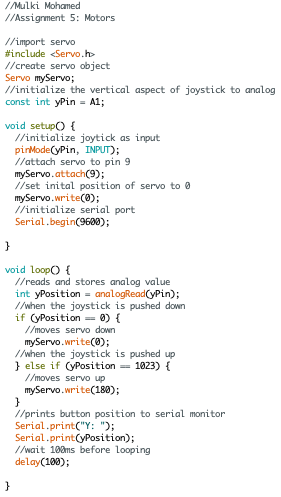 //Mulki Mohamed
//Assignment 5: Motors
//import servo
#include <Servo.h>
//create servo object
Servo myServo;
//initialize the vertical aspect of joystick to analog
const int yPin = A1;
void setup() {
//initialize joytick as input
pinMode(yPin, INPUT);
//attach servo to pin 9
myServo.attach(9);
//set inital position of servo to 0
myServo.write(0);
//initialize serial port
Serial.begin(9600);
}
void loop() {
//reads and stores analog value
int yPosition = analogRead(yPin);
//when the joystick is pushed down
if (yPosition == 0) {
//moves servo down
myServo.write(0);
//when the joystick is pushed up
} else if (yPosition == 1023) {
//moves servo up
myServo.write(180);
}
//prints button position to serial monitor
Serial.print("Y: ");
Serial.print(yPosition);
//wait 100ms before looping
delay(100);
}